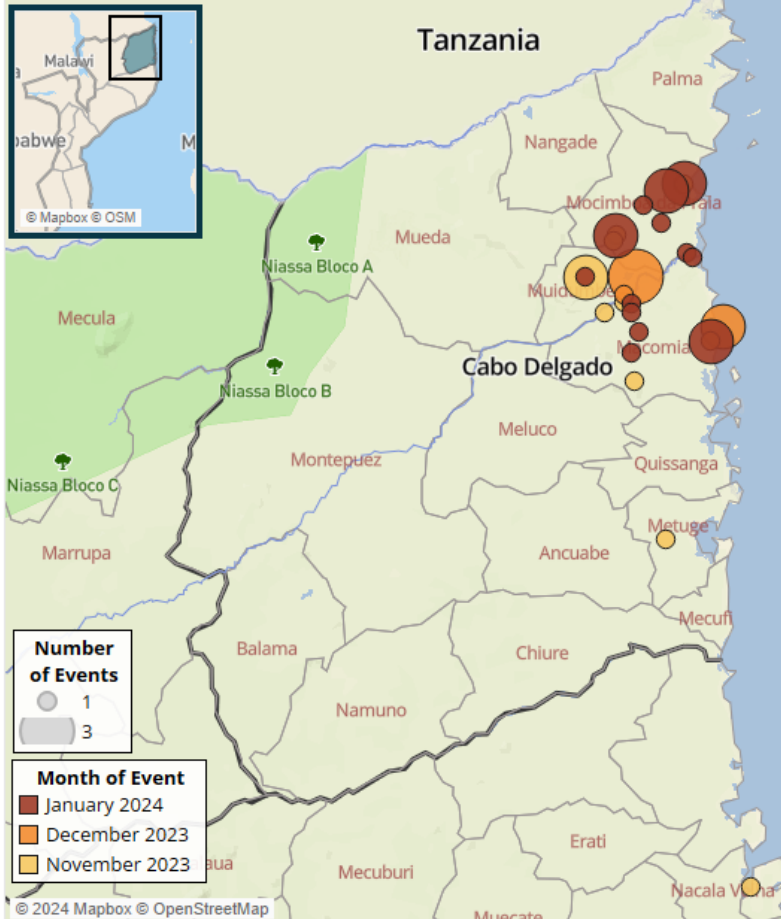 Tanzania
Malawi
© Mapbox © OSM
Palma
Nangade
Mueda
Niassa Bloco A
Mecula
Cabo Delgado
Niassa Bloco B
Meluco
Montepuez
Quissanga
Niassa Bloco C
Metuge
Marrupa
Ancuabe
Mecufi
Balama
Chiure
Namuno
Number
of Events
1
3
Month of Event
January 2024
December 2023
November 2023
Erati
Mecuburi
Muecate
© 2024 Mapbox © OpenStreetMap